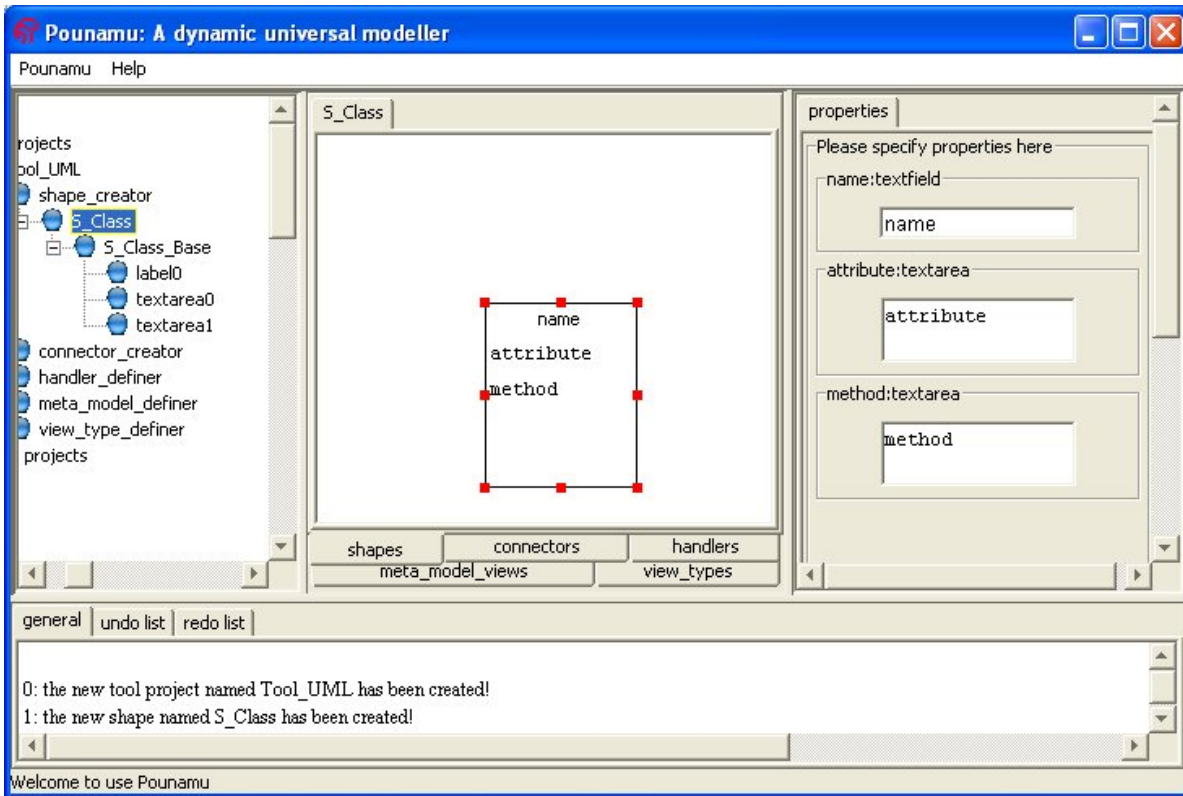 Pounamu: A dynamic universal modeller
Pounamu Help
rojects
ool_UML
shape_creator
S_Class
S_Class_Base
label0
textarea0
textarea1
connector_creator
handler_definer
meta_model_definer
view_type_definer
projects
S_Class
name
attribute
method
shapes connectors handlers
meta_model_views view_types
properties
Please specify properties here
name:textfield
name
attribute:textarea
attribute
method:textarea
method
general undo list redo list
0: the new tool project named Tool_UML has been created!
1: the new shape named S_Class has been created!
Welcome to use Pounamu